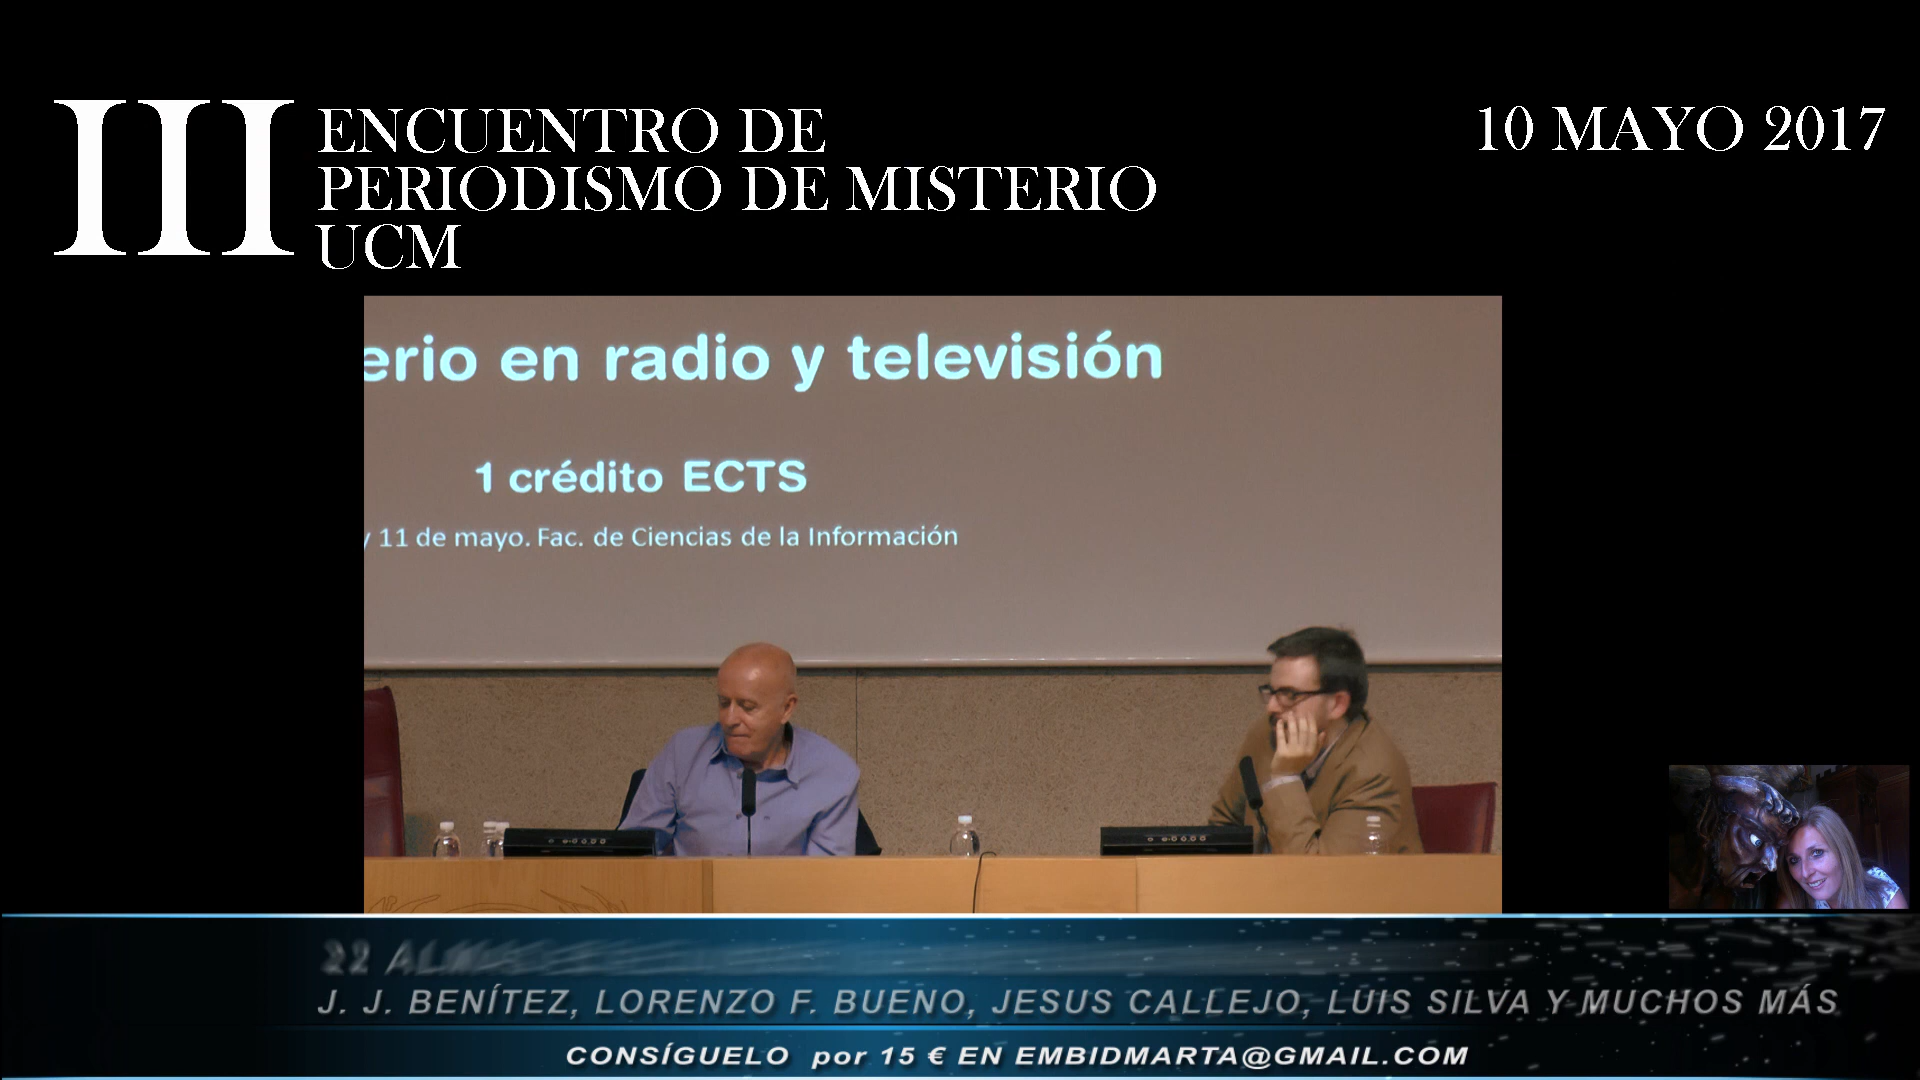 III
ENCUENTRO DE
PERIODISMO DE MISTERIO
UCM
10 MAYO 2017
erio en radio y televisión
1 crédito ECTS
y 11 de mayo. Fac. de Ciencias de la Información
22 ALMAS
J. J. BENÍTEZ, LORENZO F. BUENO, JESUS CALLEJO, LUIS SILVA Y MUCHOS MÁS
CONSÍGUELO por 15 € EN EMBIDMARTA@GMAIL.COM